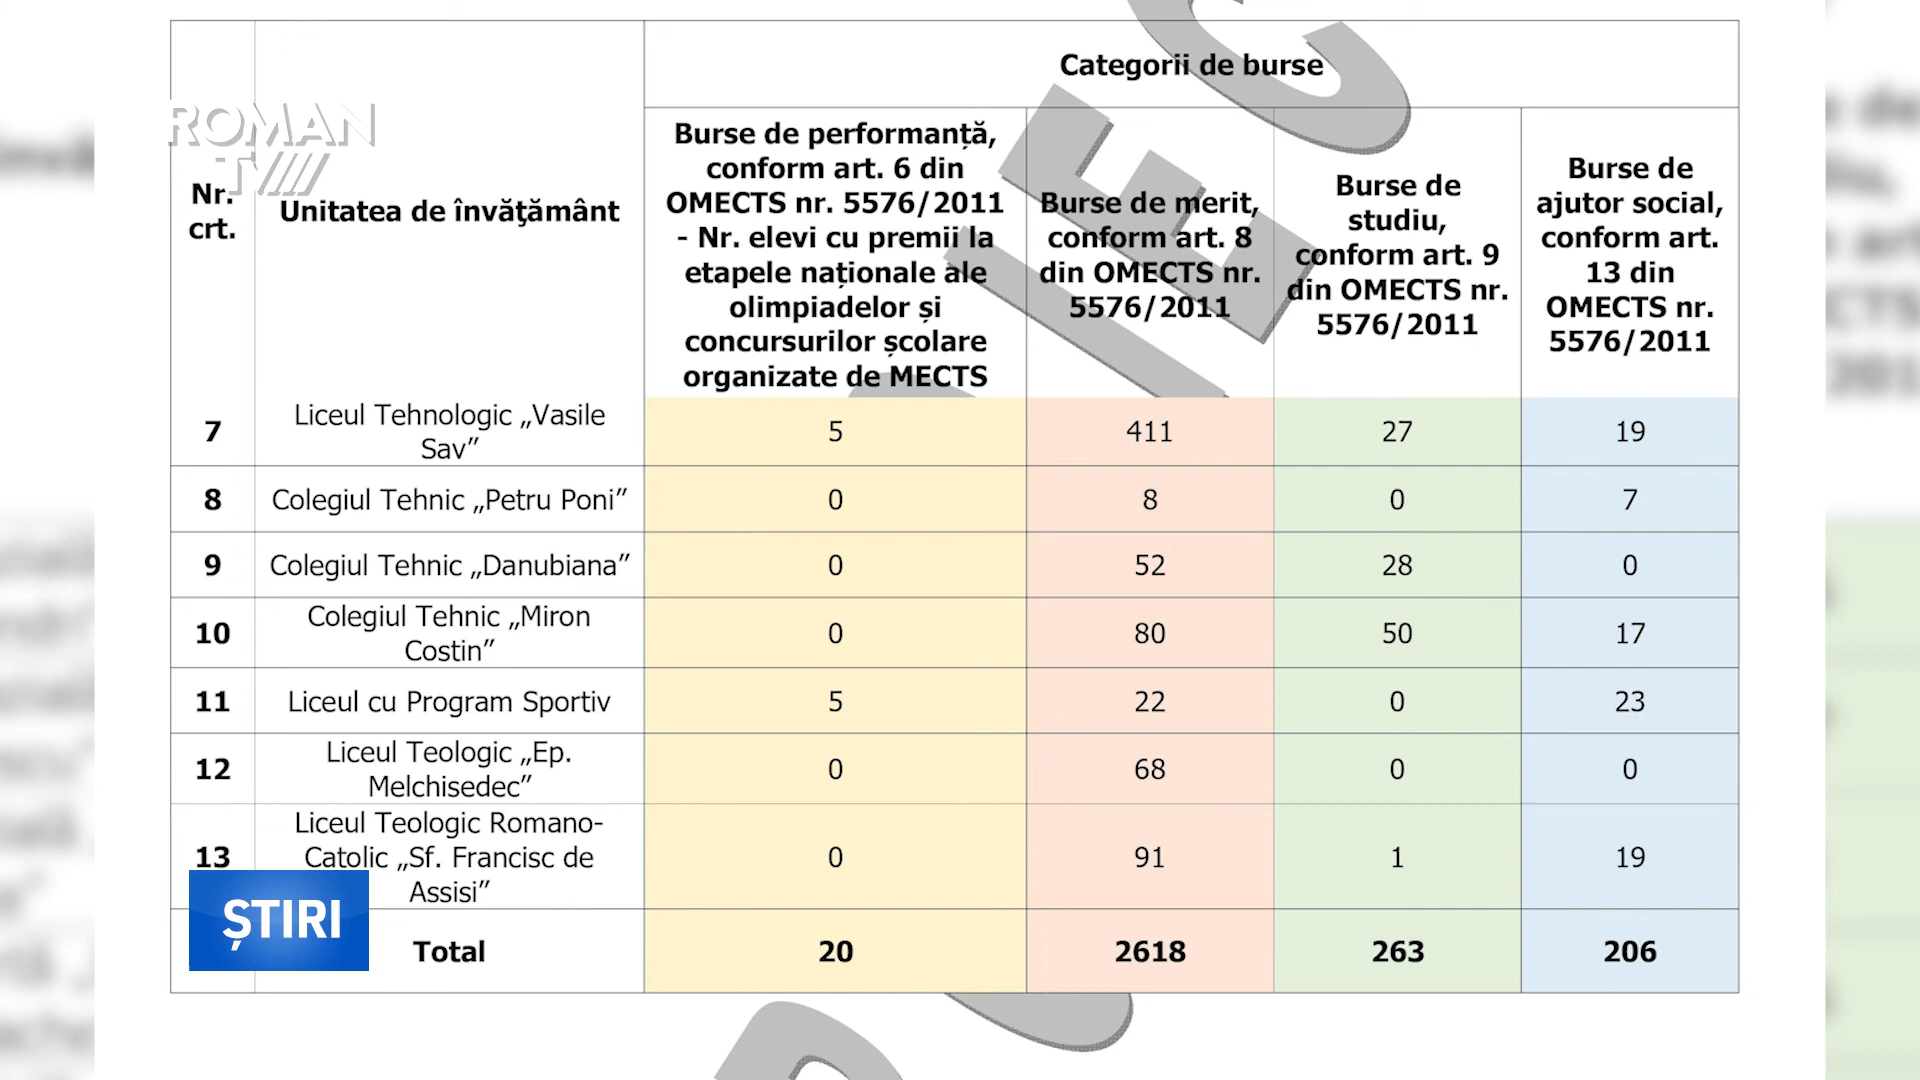 Categorii de burse
ROMAN
TV
Nr.
crt.
Unitatea de învăţământ
Burse de performanță,
conform art. 6 din
OMECTS nr. 5576/2011
- Nr. elevi cu premii la
etapele naționale ale
olimpiadelor și
concursurilor școlare
organizate de MECTS
Burse de merit,
conform art. 8
din OMECTS nr.
5576/2011
Burse de
studiu,
conform art. 9
din OMECTS nr.
5576/2011
Burse de
ajutor social,
conform art.
13 din
OMECTS nr.
5576/2011
7 Liceul Tehnologic „Vasile
Sav” 5 411 27 19
8 Colegiul Tehnic „Petru Poni” 0 8 0 7
9 Colegiul Tehnic „Danubiana” 0 52 28 0
10 Colegiul Tehnic „Miron
Costin” 0 80 50 17
11 Liceul cu Program Sportiv 5 22 0 23
12 Liceul Teologic „Ep.
Melchisedec” 0 68 0 0
13 Liceul Teologic Romano-
Catolic „Sf. Francisc de
Assisi” 0 91 1 19
ȘTIRI
Total 20 2618 263 206